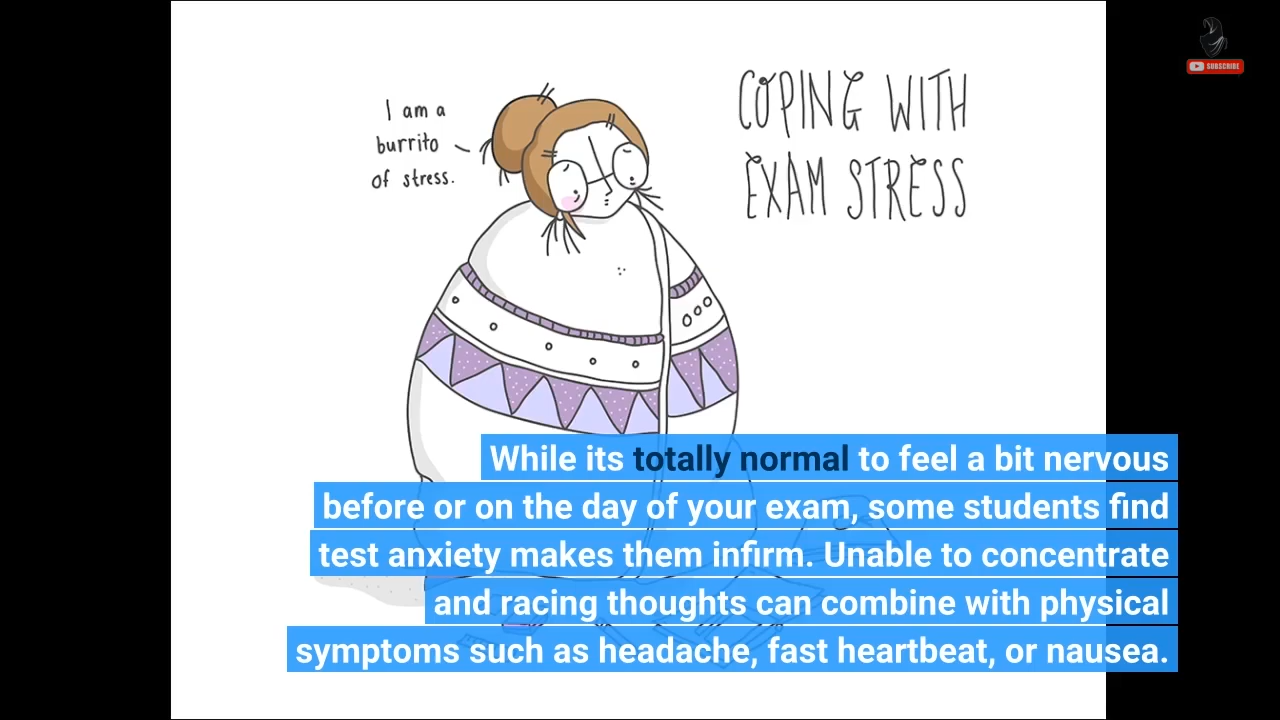 I am a
burrito
of stress.
COPING WITH
EXAM STRESS
SUBSCRIBE
While its totally normal to feel a bit nervous
before or on the day of your exam, some students find
test anxiety makes them infirm. Unable to concentrate
and racing thoughts can combine with physical
symptoms such as headache, fast heartbeat, or nausea.